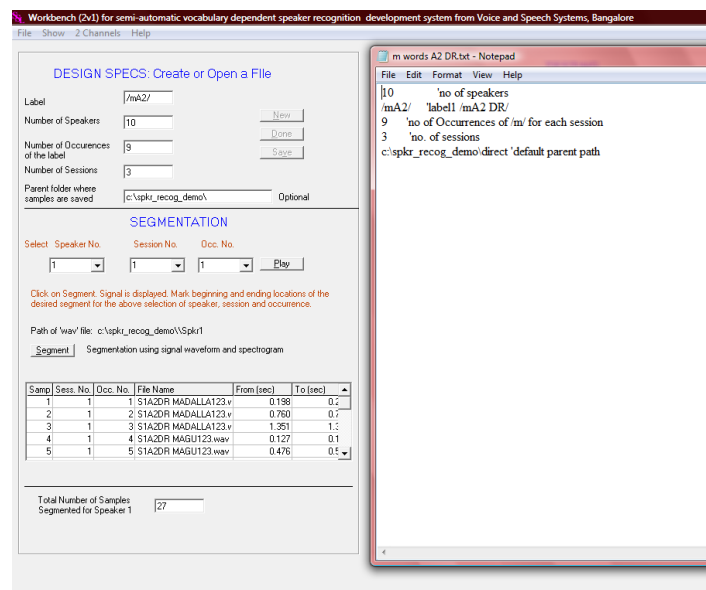 Workbench (2v1) for semi-automatic vocabulary dependent speaker recognition development system from Voice and Speech Systems, Bangalore
File Show 2 Channels Help
DESIGN SPECS: Create or Open a FIle
Label /mA2/
New
Number of Speakers 10
Done
Number of Occurences of the label 9
Save
Number of Sessions 3
Parent folder where samples are saved c:\spkr_recog_demo\ Optional
SEGMENTATION
Select Speaker No. Session No. Occ. No.
1 1 1 Play
Click on Segment. Signal is displayed. Mark beginning and ending locations of the
desired segment for the above selection of speaker, session and occurrence.
Path of 'wav' file: c:\spkr_recog_demo\\Spkr1
Segment Segmentation using signal waveform and spectrogram
Samp Sess. No. Occ. No. File Name From (sec) To (sec)
1 1 1 S1A2DR MADALLA123.v 0.198 0.2
2 1 2 S1A2DR MADALLA123.v 0.760 0.7
3 1 3 S1A2DR MADALLA123.v 1.351 1.3
4 1 4 S1A2DR MAGU123.wav 0.127 0.1
5 1 5 S1A2DR MAGU123.wav 0.476 0.5
Total Number of Samples
Segmented for Speaker 1 27
m words A2 DR.txt - Notepad
File Edit Format View Help
10 'no of speakers
/mA2/ 'label1 /mA2 DR/
9 'no of Occurrences of /m/ for each session
3 'no. of sessions
c:\spkr_recog_demo\direct 'default parent path